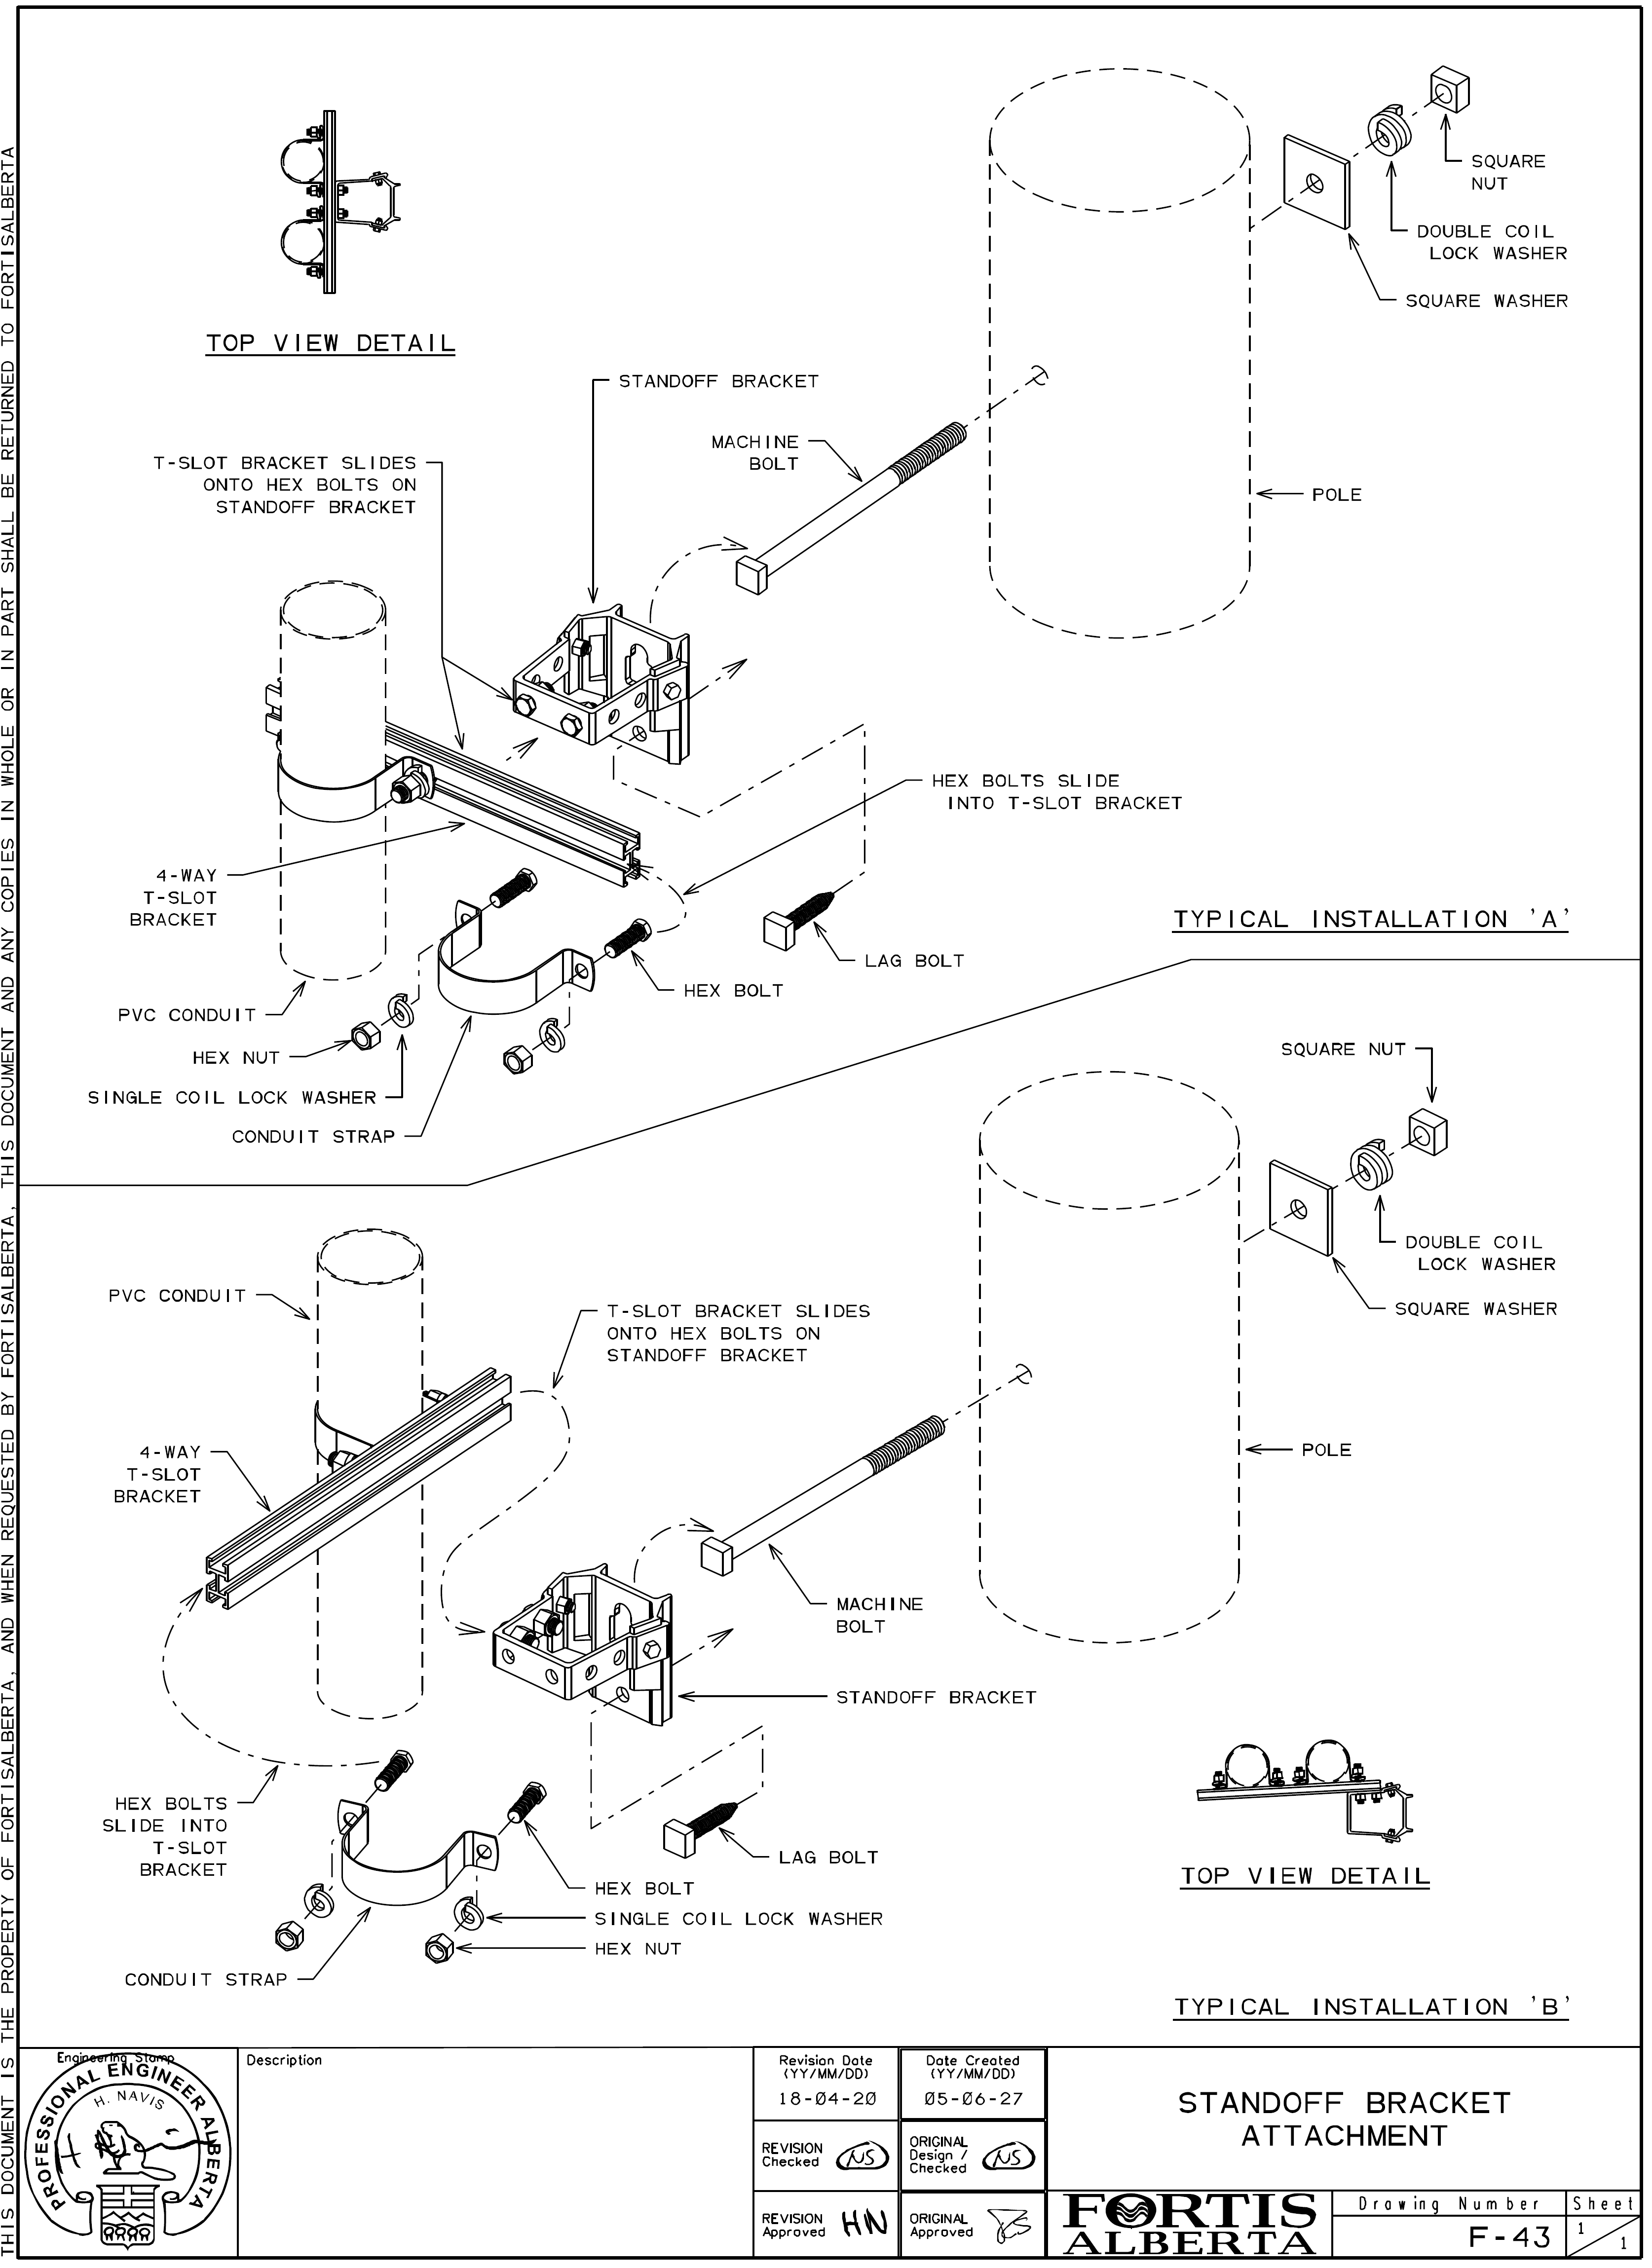 THIS DOCUMENT IS THE PROPERTY OF FORTISALBERTA, AND WHEN REQUESTED BY FORTISALBERTA, THIS DOCUMENT AND ANY COPIES IN WHOLE OR IN PART SHALL BE RETURNED TO FORTISALBERTA
SQUARE
NUT
DOUBLE COIL
LOCK WASHER
SQUARE WASHER
TOP VIEW DETAIL
STANDOFF BRACKET
MACHINE
BOLT
T-SLOT BRACKET SLIDES
ONTO HEX BOLTS ON
STANDOFF BRACKET
POLE
HEX BOLTS SLIDE
INTO T-SLOT BRACKET
4-WAY
T-SLOT
BRACKET
TYPICAL INSTALLATION 'A'
LAG BOLT
HEX BOLT
PVC CONDUIT
HEX NUT
SINGLE COIL LOCK WASHER
CONDUIT STRAP
SQUARE NUT
DOUBLE COIL
LOCK WASHER
SQUARE WASHER
PVC CONDUIT
T-SLOT BRACKET SLIDES
ONTO HEX BOLTS ON
STANDOFF BRACKET
4-WAY
T-SLOT
BRACKET
POLE
MACHINE
BOLT
STANDOFF BRACKET
HEX BOLTS
SLIDE INTO
T-SLOT
BRACKET
LAG BOLT
TOP VIEW DETAIL
HEX BOLT
SINGLE COIL LOCK WASHER
HEX NUT
CONDUIT STRAP
TYPICAL INSTALLATION 'B'
Engineering Stamp
PROFESSIONAL ENGINEER ALBERTA
H. NAVIS
Description
Revision Date
(YY/MM/DD)
18-04-20
Date Created
(YY/MM/DD)
05-06-27
REVISION
Checked
NS
ORIGINAL
Design /
Checked
NS
REVISION
Approved
HN
ORIGINAL
Approved
STANDOFF BRACKET
ATTACHMENT
FORTIS
ALBERTA
Drawing Number
F-43
Sheet
1/1